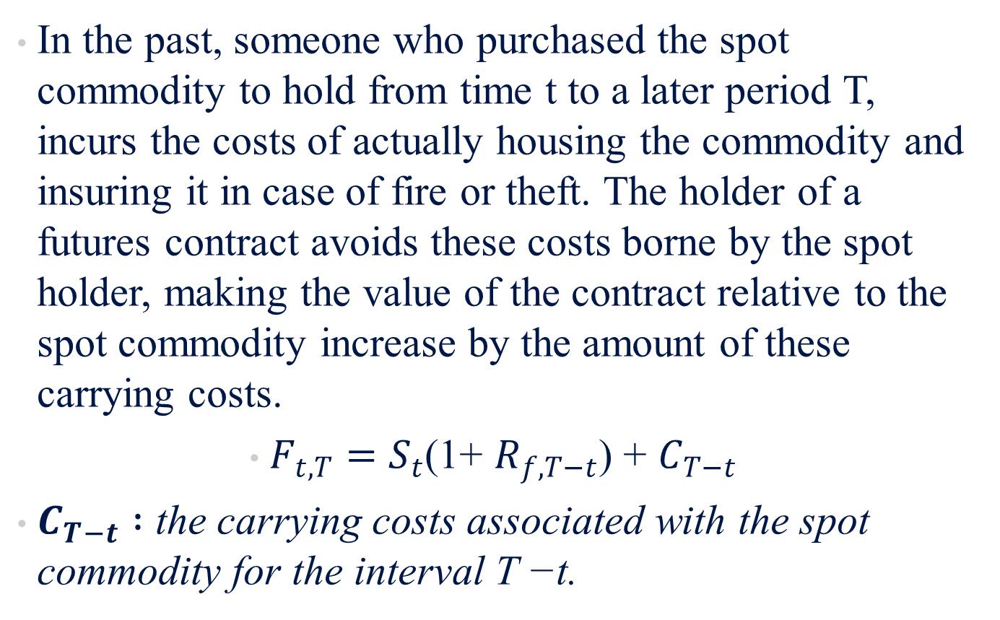 • In the past, someone who purchased the spot
commodity to hold from time t to a later period T,
incurs the costs of actually housing the commodity and
insuring it in case of fire or theft. The holder of a
futures contract avoids these costs borne by the spot
holder, making the value of the contract relative to the
spot commodity increase by the amount of these
carrying costs.
• $F_{t,T} = S_t(1+ R_{f,T-t}) + C_{T-t}$
• $C_{T-t}$ : the carrying costs associated with the spot
commodity for the interval T −t.